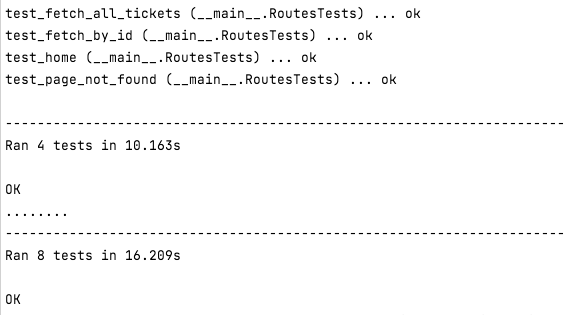 test_fetch_all_tickets (__main__.RoutesTests) ... ok
test_fetch_by_id (__main__.RoutesTests) ... ok
test_home (__main__.RoutesTests) ... ok
test_page_not_found (__main__.RoutesTests) ... ok
----------------------------------------------------------------------
Ran 4 tests in 10.163s
OK
........
----------------------------------------------------------------------
Ran 8 tests in 16.209s
OK